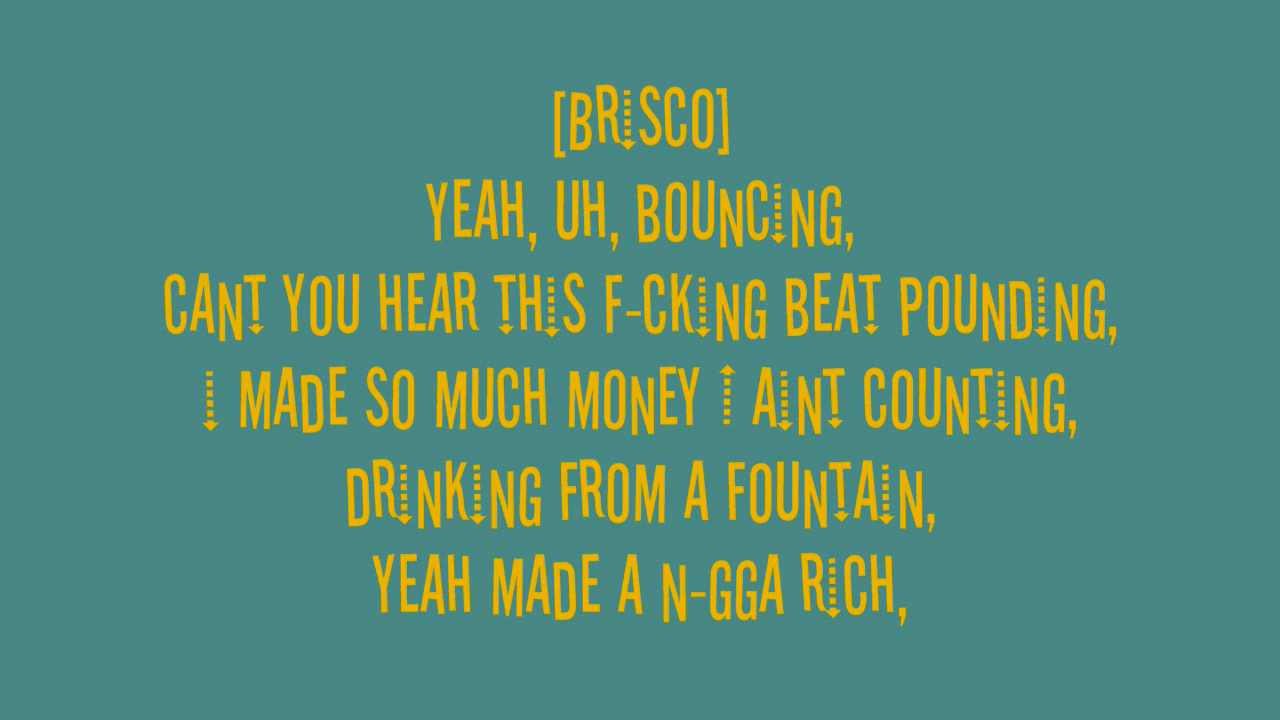 [BRISCO]
YEAH, UH, BOUNCING,
CANT YOU HEAR THIS F-CKING BEAT POUNDING,
I MADE SO MUCH MONEY I AINT COUNTING,
DRINKING FROM A FOUNTAIN,
YEAH MADE A N-GGA RICH,